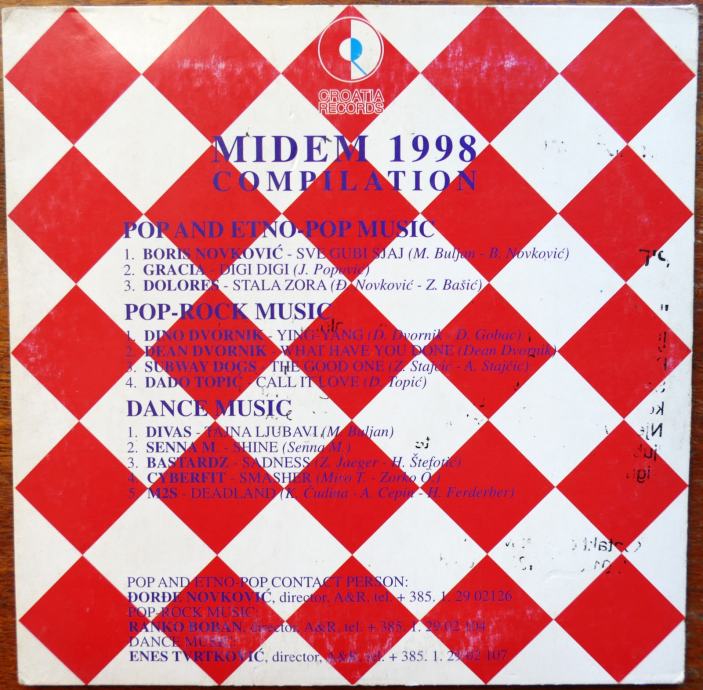 CROATIA
RECORDS
MIDEM 1998
COMPILATION
POP AND ETNO-POP MUSIC
1. BORIS NOVKOVIĆ - SVE GUBI SJAJ (M. Buljan - B. Novković)
2. GRACIA - DIGI DIGI (J. Popović)
3. DOLORES - STALA ZORA (Đ. Novković - Z. Bašić)
POP-ROCK MUSIC
1. DINO DVORNIK - YING-YANG (D. Dvornik - D. Gobac)
2. DEAN DVORNIK - WHAT HAVE YOU DONE (Dean Dvornik)
3. SUBWAY DOGS - THE GOOD ONE (Z. Stajcic - A. Stajčić)
4. DADO TOPIĆ - CALL IT LOVE (D. Topić)
DANCE MUSIC
1. DIVAS - TAJNA LJUBAVI (M. Buljan)
2. SENNA M. - SHINE (Senna M.)
3. BASTARDZ - SADNESS (Z. Jaeger - H. Štefotić)
4. CYBERFIT - SMASHER (Miro T. - Zarko O.)
5. M2S - DEADLAND (K. Čudina - A. Cepin - H. Ferderber)
POP AND ETNO-POP CONTACT PERSON:
ĐORĐE NOVKOVIĆ, director, A&R, tel. + 385. 1. 29 02126
POP-ROCK MUSIC:
RANKO BOBAN, director, A&R, tel. + 385. 1. 29 02 104
DANCE MUSIC:
ENES TVRTKOVIĆ, director, A&R, tel. + 385. 1. 29 02 107